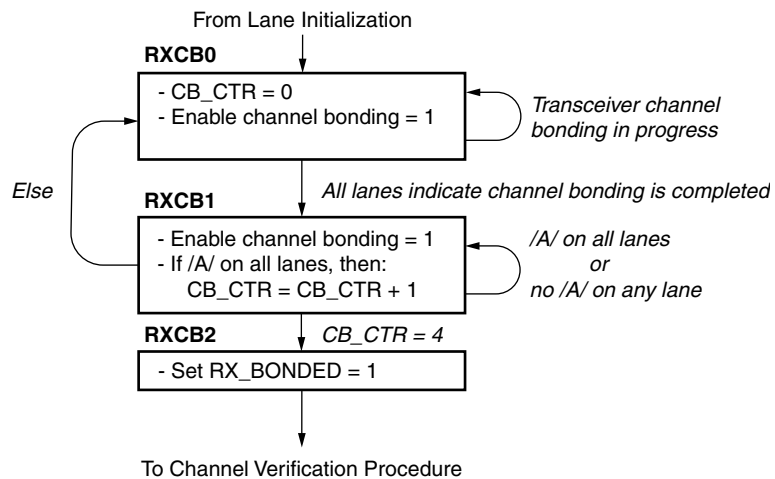 From Lane Initialization
RXCB0
- CB_CTR = 0
- Enable channel bonding = 1
Transceiver channel
bonding in progress
Else
All lanes indicate channel bonding is completed
RXCB1
- Enable channel bonding = 1
- If /A/ on all lanes, then:
CB_CTR = CB_CTR + 1
/A/ on all lanes
or
no /A/ on any lane
RXCB2
CB_CTR = 4
- Set RX_BONDED = 1
To Channel Verification Procedure